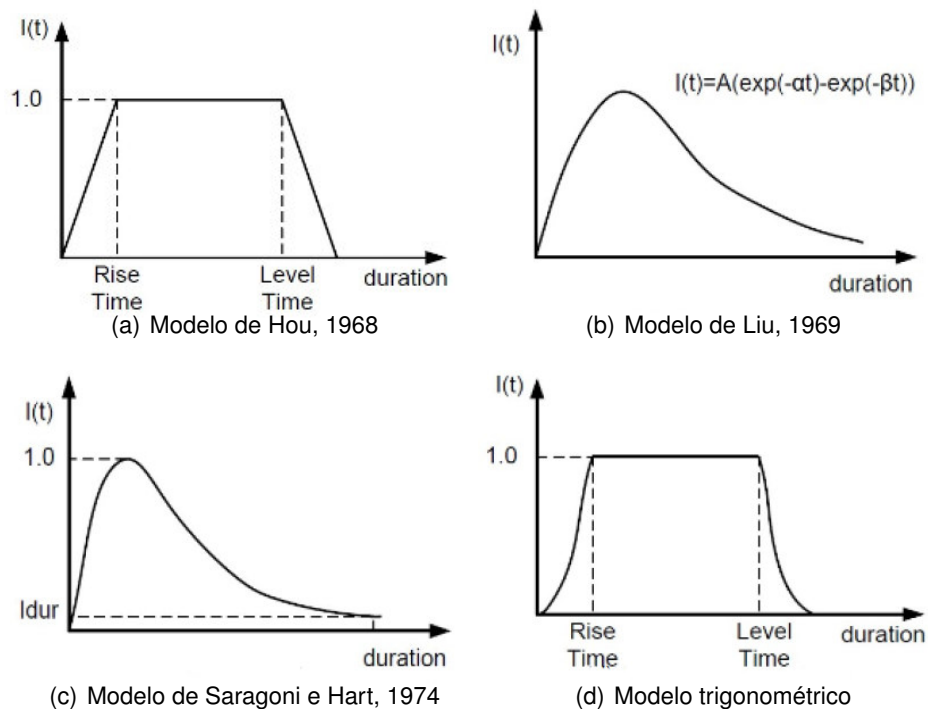 I(t)
1.0
Rise
Time
Level
Time
duration
(a) Modelo de Hou, 1968
I(t)
I(t)=A(exp(-αt)-exp(-βt))
duration
(b) Modelo de Liu, 1969
I(t)
1.0
Idur
duration
(c) Modelo de Saragoni e Hart, 1974
I(t)
1.0
Rise
Time
Level
Time
duration
(d) Modelo trigonométrico